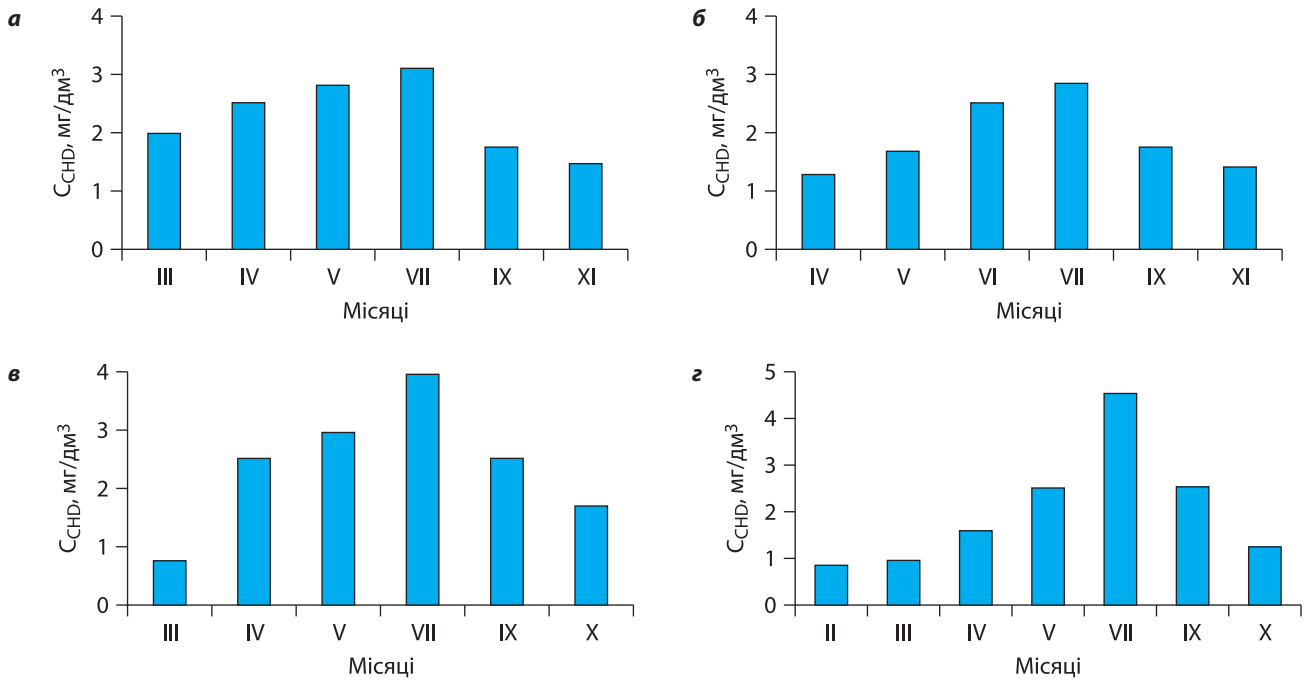 а
4
3
2
1
0
C_CHD, мг/дм³
III IV V VII IX XI
Місяці
б
4
3
2
1
0
C_CHD, мг/дм³
IV V VI VII IX XI
Місяці
в
4
3
2
1
0
C_CHD, мг/дм³
III IV V VII IX X
Місяці
г
5
4
3
2
1
0
C_CHD, мг/дм³
II III IV V VII IX X
Місяці